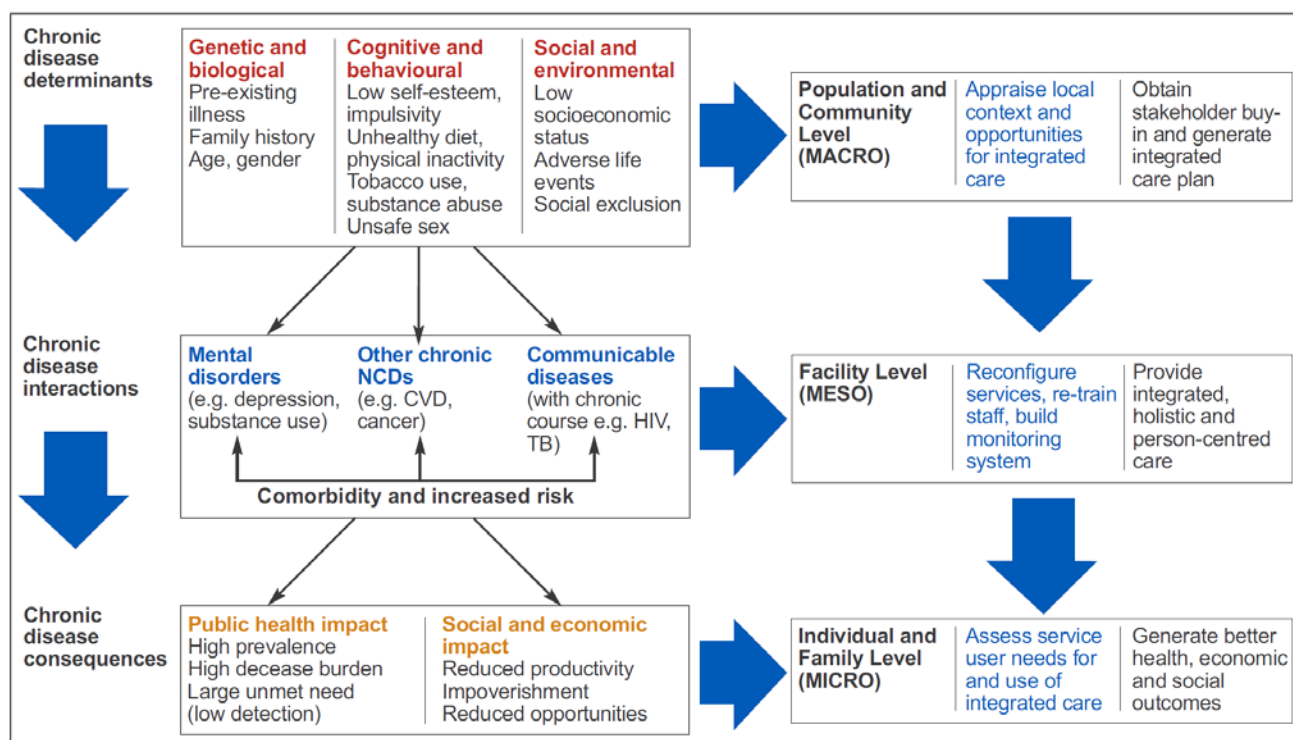 Chronic
disease
determinants
Genetic and
biological
Pre-existing
illness
Family history
Age, gender
Cognitive and
behavioural
Low self-esteem,
impulsivity
Unhealthy diet,
physical inactivity
Tobacco use,
substance abuse
Unsafe sex
Social and
environmental
Low
socioeconomic
status
Adverse life
events
Social exclusion
Population and
Community
Level
(MACRO)
Appraise local
context and
opportunities
for integrated
care
Obtain
stakeholder buy-
in and generate
integrated
care plan
Chronic
disease
interactions
Mental
disorders
(e.g. depression,
substance use)
Other chronic
NCDs
(e.g. CVD,
cancer)
Communicable
diseases
(with chronic
course e.g. HIV,
TB)
Comorbidity and increased risk
Facility Level
(MESO)
Reconfigure
services, re-train
staff, build
monitoring
system
Provide
integrated,
holistic and
person-centred
care
Chronic
disease
consequences
Public health impact
High prevalence
High decease burden
Large unmet need
(low detection)
Social and economic
impact
Reduced productivity
Impoverishment
Reduced opportunities
Individual and
Family Level
(MICRO)
Assess service
user needs for
and use of
integrated care
Generate better
health, economic
and social
outcomes